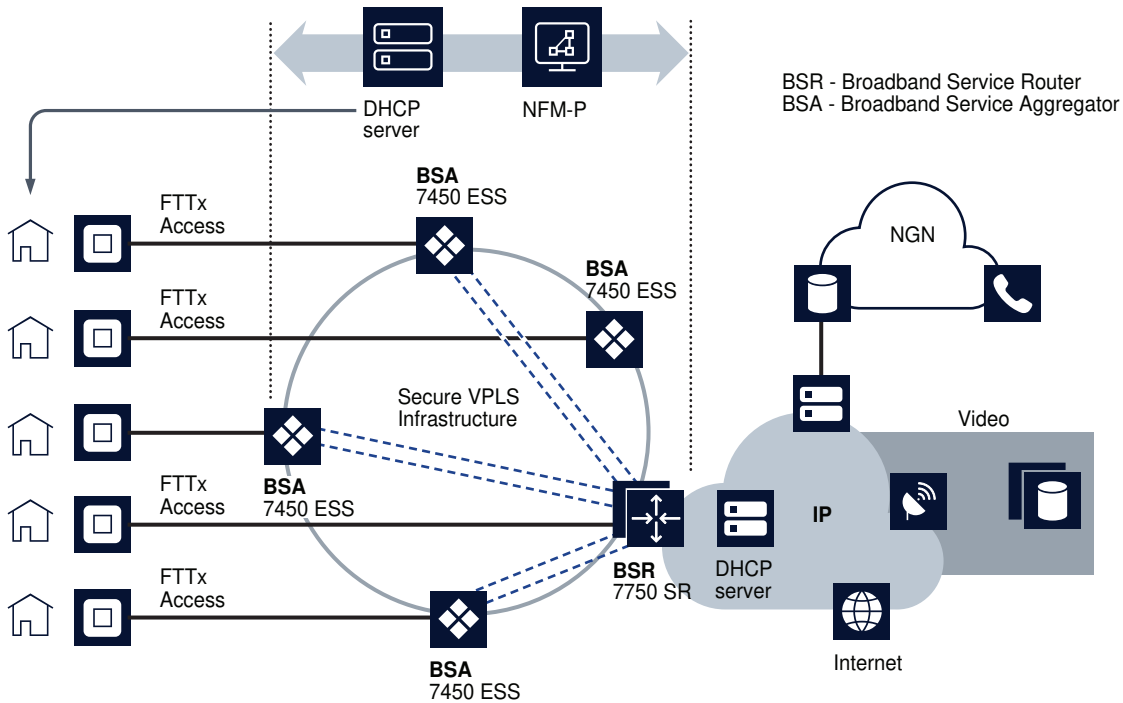 DHCP
server
NFM-P
BSR - Broadband Service Router
BSA - Broadband Service Aggregator
BSA
7450 ESS
FTTx
Access
NGN
BSA
7450 ESS
FTTx
Access
Secure VPLS
Infrastructure
Video
BSA
7450 ESS
FTTx
Access
IP
BSR
7750 SR
DHCP
server
FTTx
Access
Internet
BSA
7450 ESS